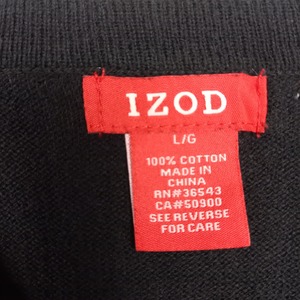 IZOD
L/G
100% COTTON
MADE IN
CHINA
RN#36543
CA#50900
SEE REVERSE
FOR CARE